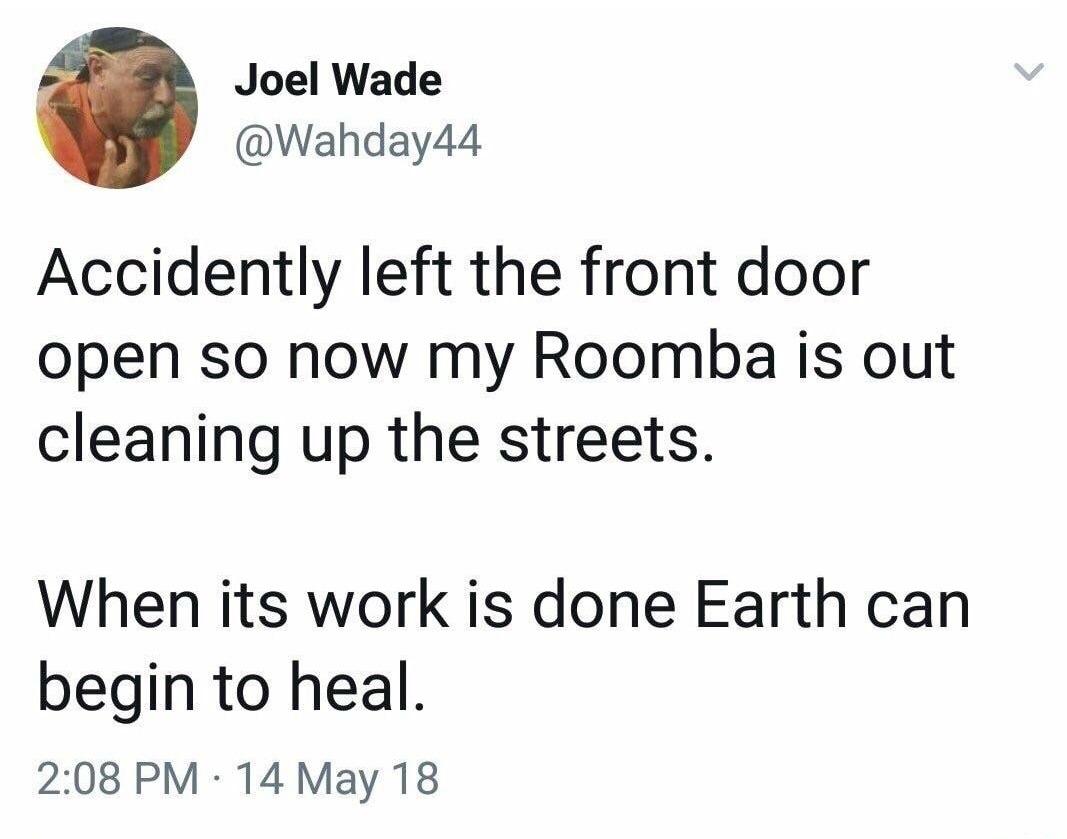 Joel Wade
@Wahday44
Accidently left the front door
open so now my Roomba is out
cleaning up the streets.
When its work is done Earth can
begin to heal.
2:08 PM · 14 May 18